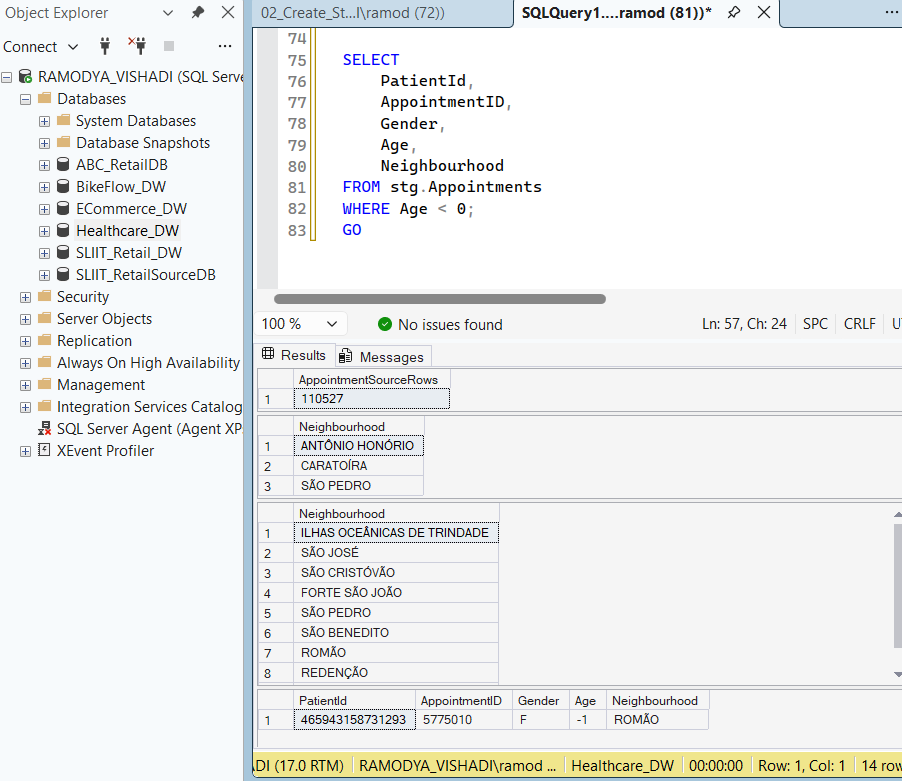 Object Explorer
Connect
RAMODYA_VISHADI (SQL Serve
Databases
System Databases
Database Snapshots
ABC_RetailDB
BikeFlow_DW
ECommerce_DW
Healthcare_DW
SLIIT_Retail_DW
SLIIT_RetailSourceDB
Security
Server Objects
Replication
Always On High Availability
Management
Integration Services Catalog
SQL Server Agent (Agent XP
XEvent Profiler
02_Create_St...l\ramod (72))
SQLQuery1....ramod (81))*
74
75 SELECT
76 PatientId,
77 AppointmentID,
78 Gender,
79 Age,
80 Neighbourhood
81 FROM stg.Appointments
82 WHERE Age < 0;
83 GO
100 % No issues found Ln: 57, Ch: 24 SPC CRLF U
Results Messages
AppointmentSourceRows
1 110527
Neighbourhood
1 ANTÔNIO HONÓRIO
2 CARATOÍRA
3 SÃO PEDRO
Neighbourhood
1 ILHAS OCEÂNICAS DE TRINDADE
2 SÃO JOSÉ
3 SÃO CRISTÓVÃO
4 FORTE SÃO JOÃO
5 SÃO PEDRO
6 SÃO BENEDITO
7 ROMÃO
8 REDENÇÃO
PatientId AppointmentID Gender Age Neighbourhood
1 465943158731293 5775010 F -1 ROMÃO
ADI (17.0 RTM) RAMODYA_VISHADI\ramod ... Healthcare_DW 00:00:00 Row: 1, Col: 1 14 row